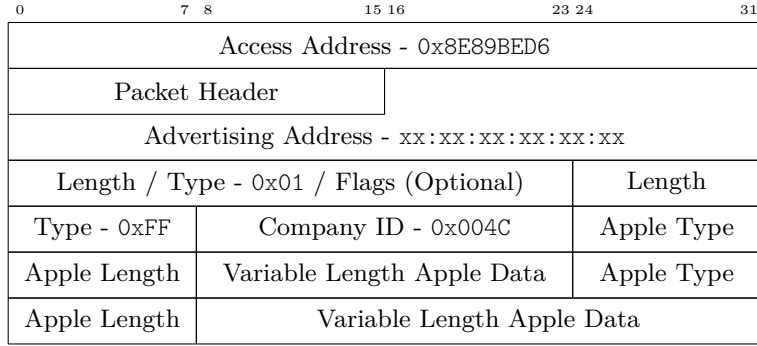 0 7 8 15 16 23 24 31
Access Address - 0x8E89BED6
Packet Header
Advertising Address - xx:xx:xx:xx:xx:xx
Length / Type - 0x01 / Flags (Optional) Length
Type - 0xFF Company ID - 0x004C Apple Type
Apple Length Variable Length Apple Data Apple Type
Apple Length Variable Length Apple Data